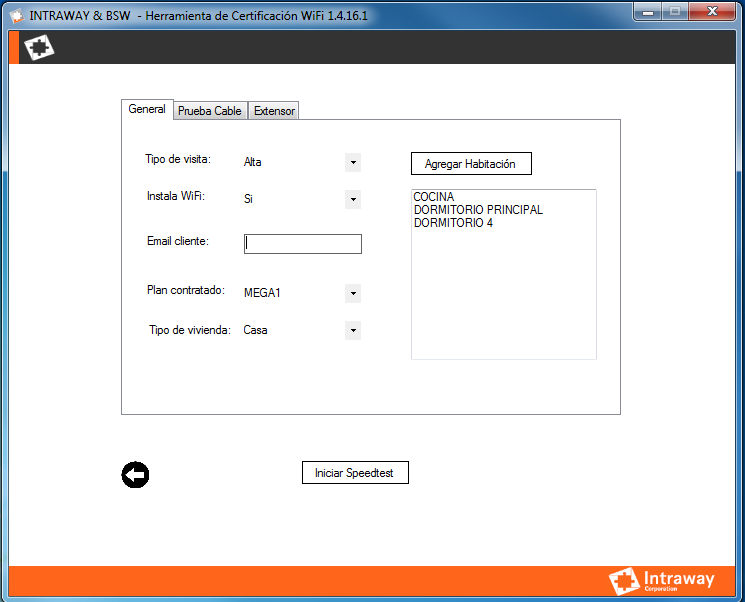 INTRAWAY & BSW - Herramienta de Certificación WiFi 1.4.16.1
General
Prueba Cable
Extensor
Tipo de visita:
Alta
Instala WiFi:
Si
Email cliente:
Plan contratado:
MEGA1
Tipo de vivienda:
Casa
Agregar Habitación
COCINA
DORMITORIO PRINCIPAL
DORMITORIO 4
Iniciar Speedtest
Intraway
Corporation